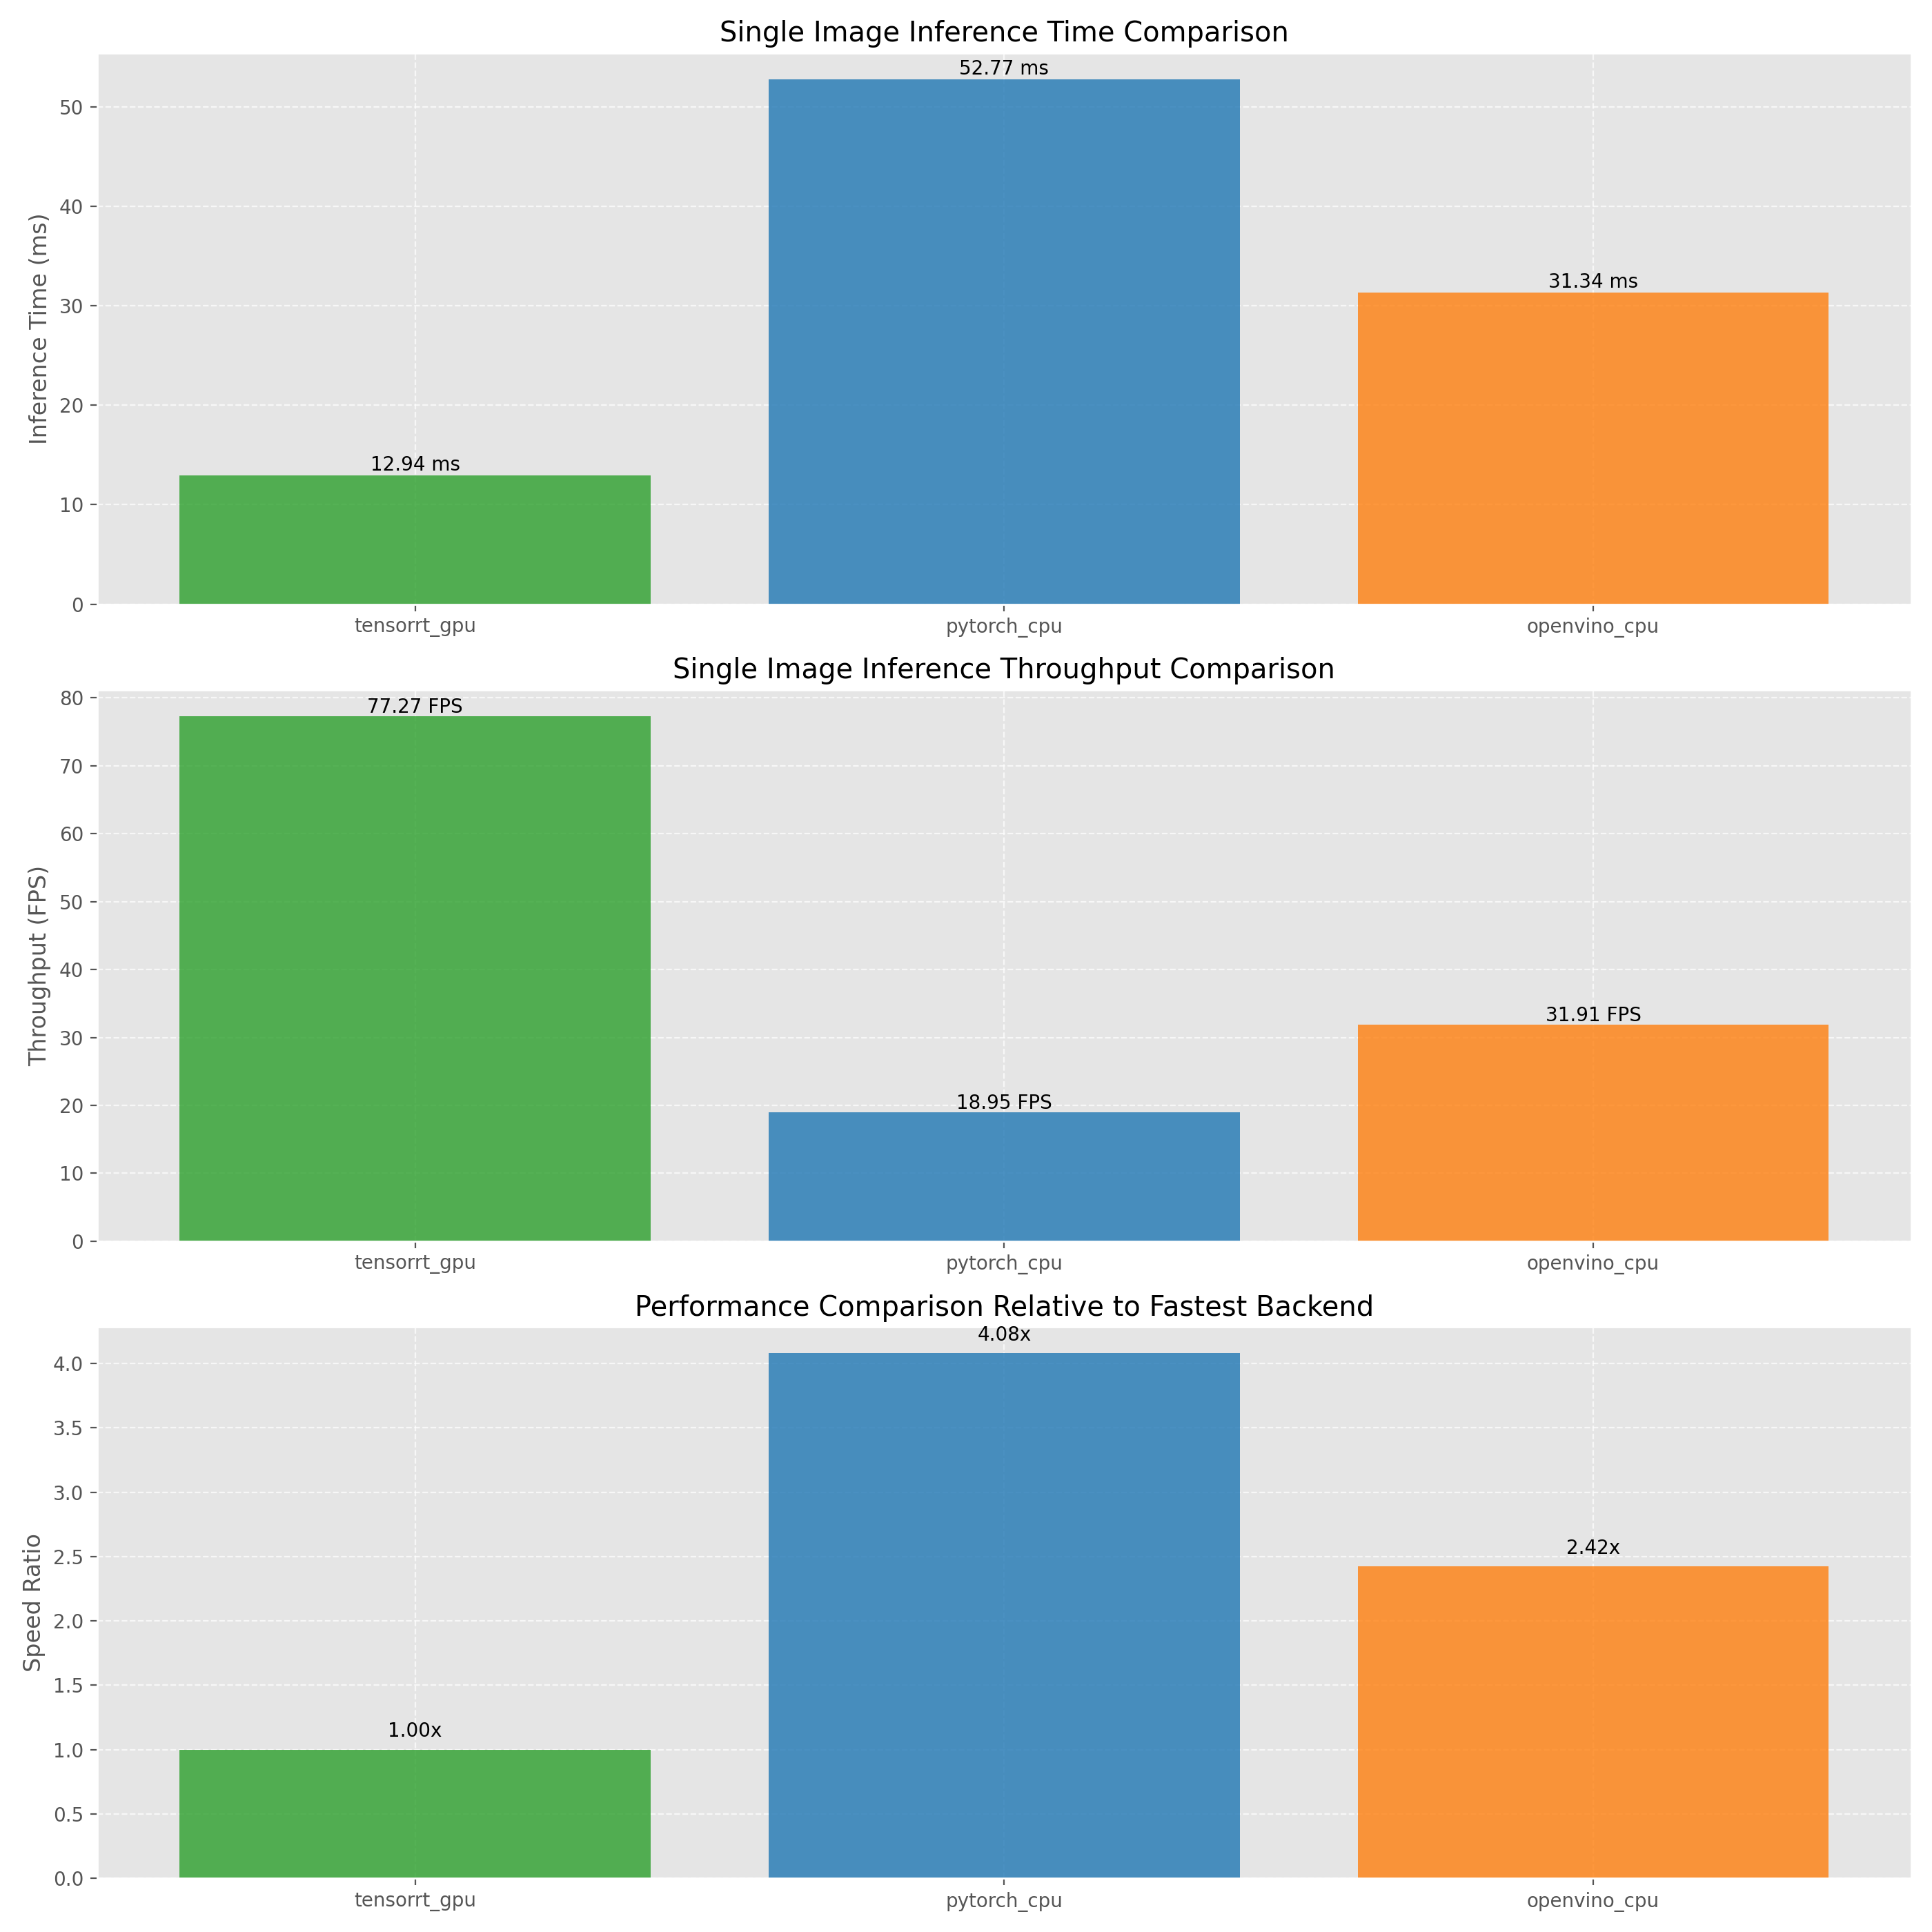 Single Image Inference Time Comparison
52.77 ms
50
40
31.34 ms
30
Inference Time (ms)
20
12.94 ms
10
0
tensorrt_gpu
pytorch_cpu
openvino_cpu
Single Image Inference Throughput Comparison
80
77.27 FPS
70
60
50
40
Throughput (FPS)
31.91 FPS
30
20
18.95 FPS
10
0
tensorrt_gpu
pytorch_cpu
openvino_cpu
Performance Comparison Relative to Fastest Backend
4.08x
4.0
3.5
3.0
2.5
2.42x
Speed Ratio
2.0
1.5
1.00x
1.0
0.5
0.0
tensorrt_gpu
pytorch_cpu
openvino_cpu